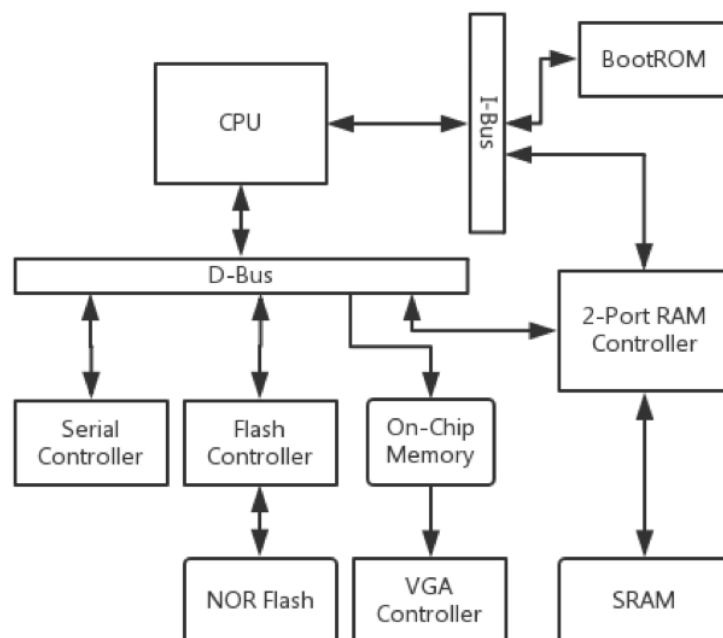 BootROM
CPU
I-Bus
D-Bus
2-Port RAM
Controller
Serial
Controller
Flash
Controller
On-Chip
Memory
NOR Flash
VGA
Controller
SRAM